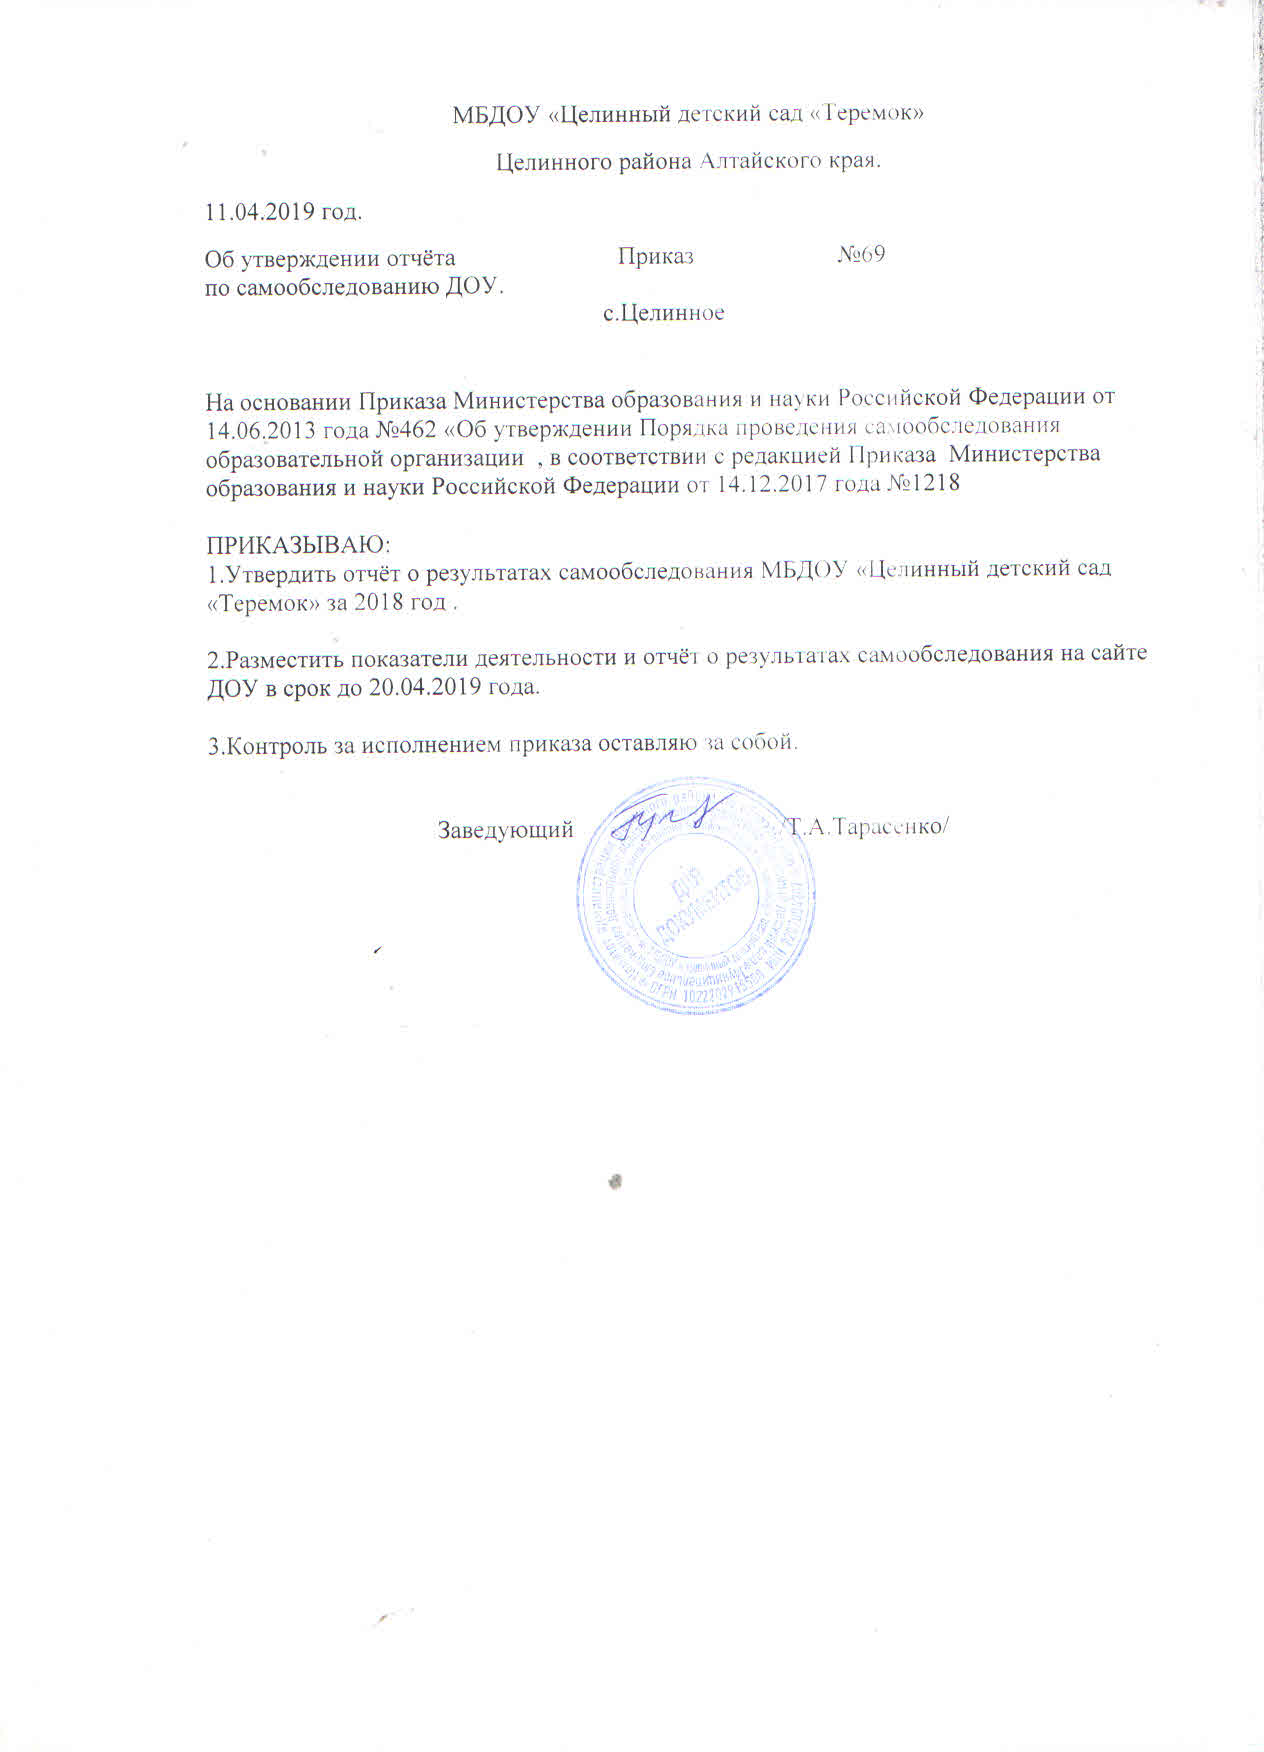 МБДОУ «Целинный детский сад «Теремок»
Целинного района Алтайского края.
11.04.2019 год.
Об утверждении отчёта Приказ №69
по самообследованию ДОУ.
с.Целинное
На основании Приказа Министерства образования и науки Российской Федерации от
14.06.2013 года №462 «Об утверждении Порядка проведения самообследования
образовательной организации , в соответствии с редакцией Приказа Министерства
образования и науки Российской Федерации от 14.12.2017 года №1218
ПРИКАЗЫВАЮ:
1.Утвердить отчёт о результатах самообследования МБДОУ «Целинный детский сад
«Теремок» за 2018 год .
2.Разместить показатели деятельности и отчёт о результатах самообследования на сайте
ДОУ в срок до 20.04.2019 года.
3.Контроль за исполнением приказа оставляю за собой.
Заведующий /Т.А.Тарасенко/
ДЛЯ
ДОКУМЕНТОВ
ОГРН